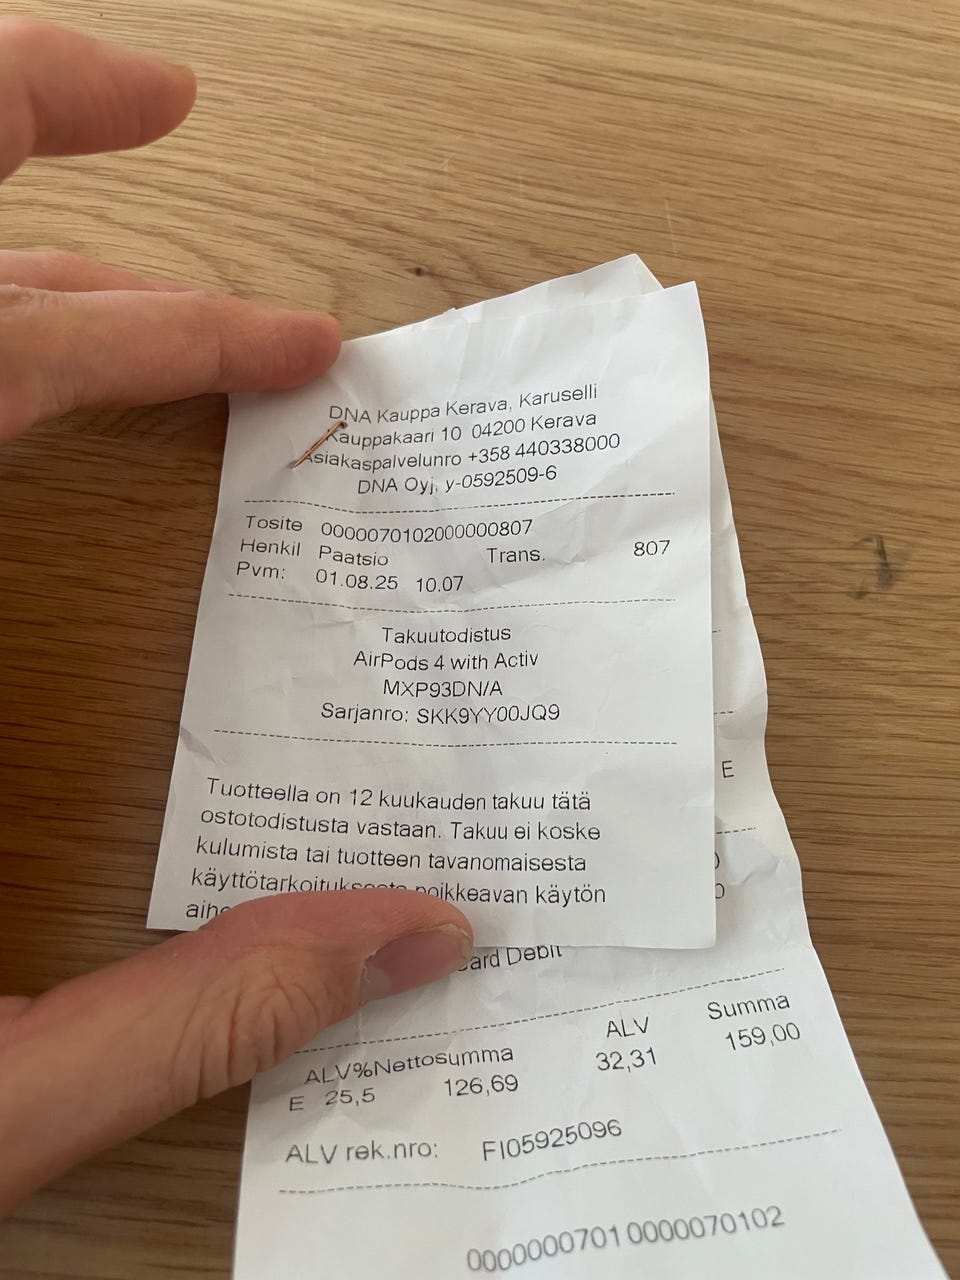 DNA Kauppa Kerava, Karuselli
Kauppakaari 10 04200 Kerava
Asiakaspalvelunro +358 440338000
DNA Oyj, y-0592509-6
Tosite 0000070102000000807
Henkil Paatsio Trans. 807
Pvm: 01.08.25 10.07
Takuutodistus
AirPods 4 with Activ
MXP93DN/A
Sarjanro: SKK9YY00JQ9
E
Tuotteella on 12 kuukauden takuu tätä
ostotodistusta vastaan. Takuu ei koske
kulumista tai tuotteen tavanomaisesta
käyttötarkoituksesta poikkeavan käytön
Debit
ALV%Nettosumma ALV Summa
E 25,5 126,69 32,31 159,00
ALV rek.nro: FI05925096
0000000701 0000070102